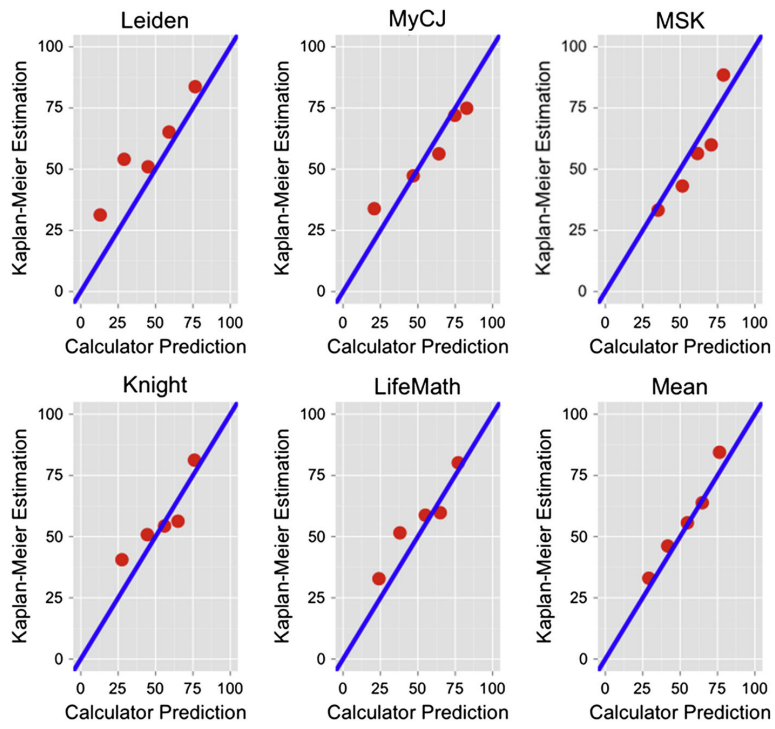 Leiden
MyCJ
MSK
100
75
50
25
0
Kaplan-Meier Estimation
0 25 50 75 100
Calculator Prediction
100
75
50
25
0
Kaplan-Meier Estimation
0 25 50 75 100
Calculator Prediction
100
75
50
25
0
Kaplan-Meier Estimation
0 25 50 75 100
Calculator Prediction
Knight
LifeMath
Mean
100
75
50
25
0
Kaplan-Meier Estimation
0 25 50 75 100
Calculator Prediction
100
75
50
25
0
Kaplan-Meier Estimation
0 25 50 75 100
Calculator Prediction
100
75
50
25
0
Kaplan-Meier Estimation
0 25 50 75 100
Calculator Prediction